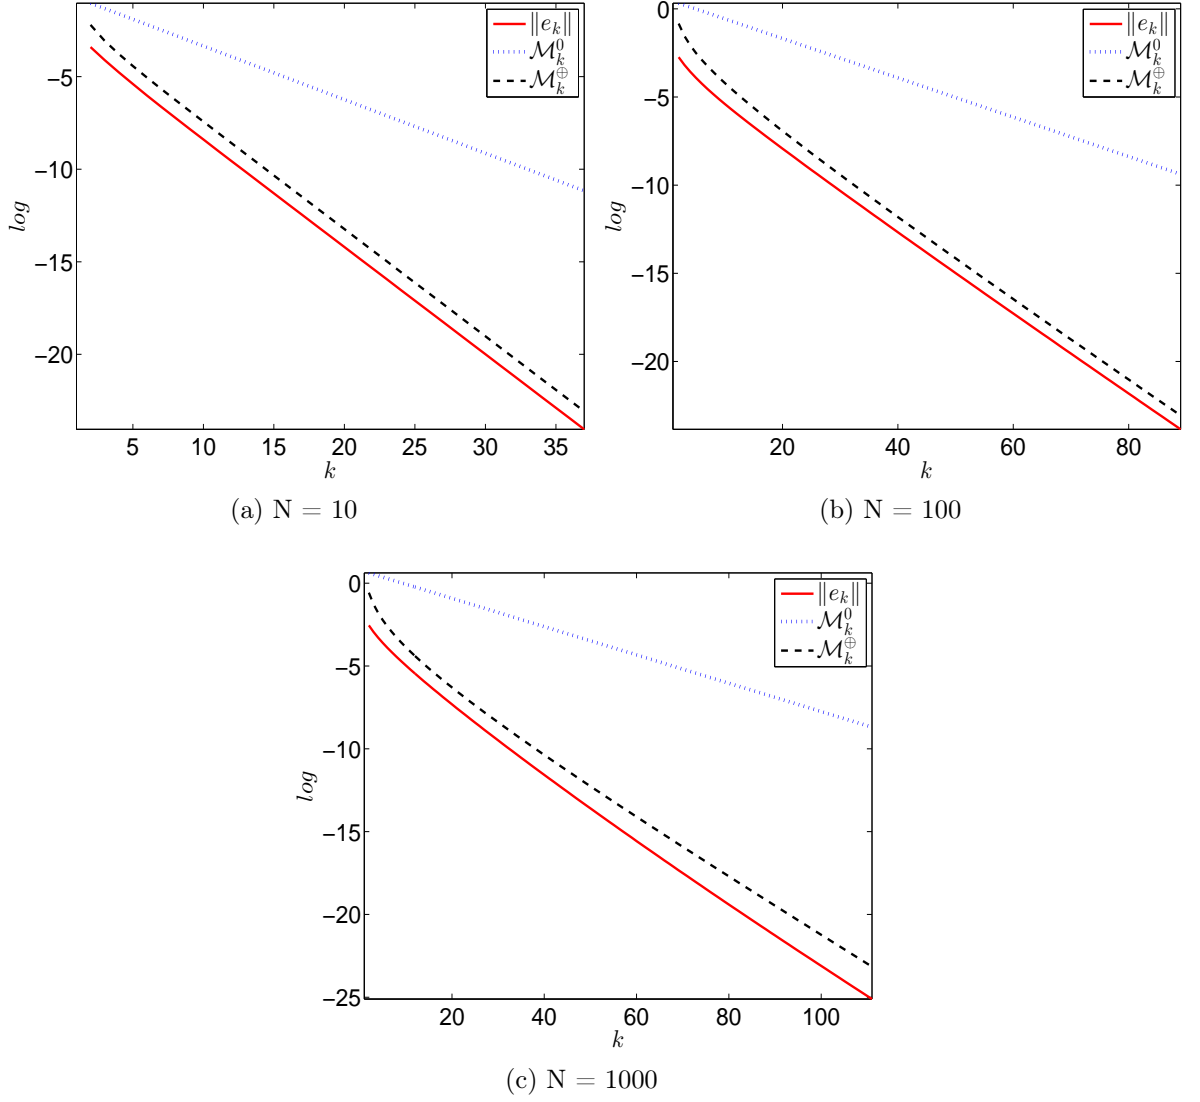 ‖e_k‖
ℳ_k^0
ℳ_k^⊕
−5
−10
−15
−20
log
5 10 15 20 25 30 35
k
(a) N = 10
‖e_k‖
ℳ_k^0
ℳ_k^⊕
0
−5
−10
−15
−20
log
20 40 60 80
k
(b) N = 100
‖e_k‖
ℳ_k^0
ℳ_k^⊕
0
−5
−10
−15
−20
−25
log
20 40 60 80 100
k
(c) N = 1000